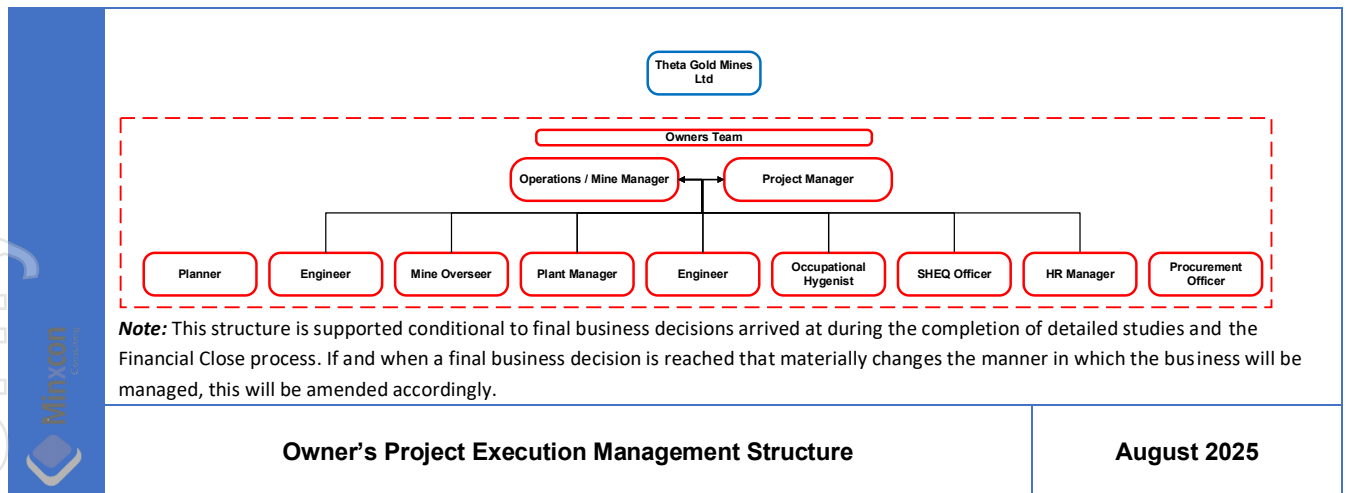 Theta Gold Mines
Ltd
Owners Team
Operations / Mine Manager
Project Manager
Planner
Engineer
Mine Overseer
Plant Manager
Engineer
Occupational
Hygenist
SHEQ Officer
HR Manager
Procurement
Officer
Note: This structure is supported conditional to final business decisions arrived at during the completion of detailed studies and the
Financial Close process. If and when a final business decision is reached that materially changes the manner in which the business will be
managed, this will be amended accordingly.
Minxcon
Consulting
Owner's Project Execution Management Structure
August 2025